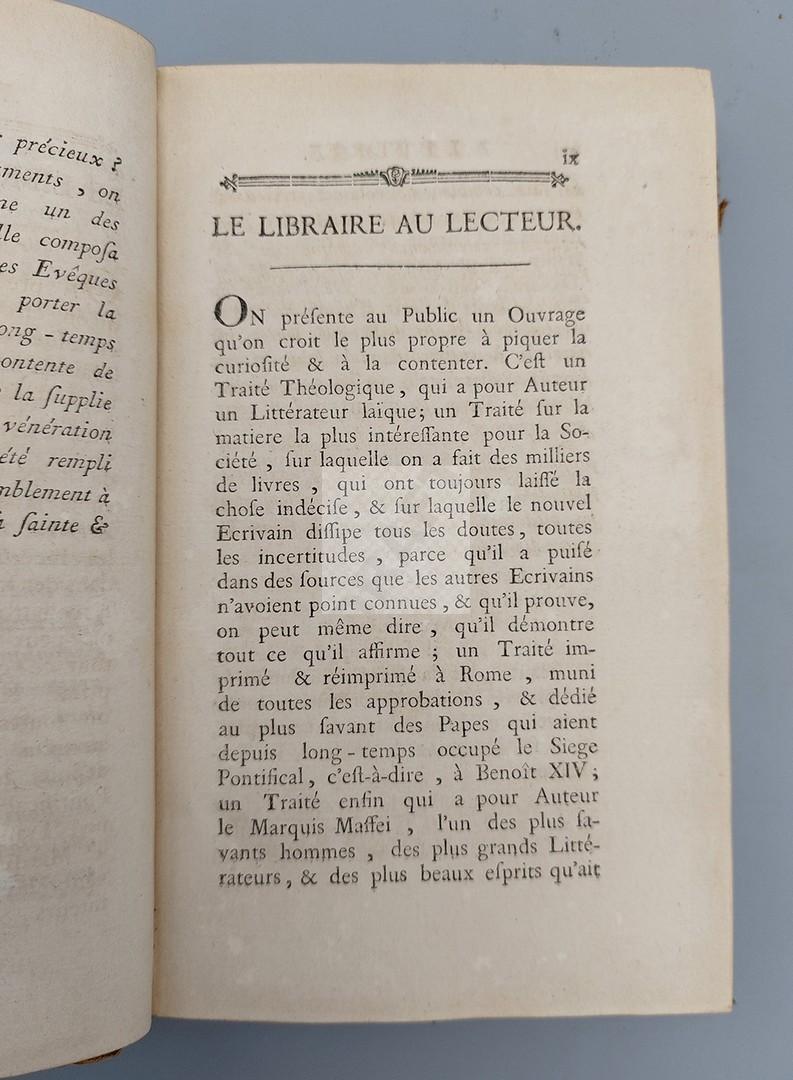 précieux ?
ments , on
un des
lle compoſa
es Evêques
porter la
ong - temps
ontente de
la ſupplie
vénération
été rempli
mblement à
ſainte &
ix
LE LIBRAIRE AU LECTEUR.
ON préſente au Public un Ouvrage
qu'on croit le plus propre à piquer la
curioſité & à la contenter. C'eſt un
Traité Théologique, qui a pour Auteur
un Littérateur laïque; un Traité ſur la
matiere la plus intéreſſante pour la So-
ciété , ſur laquelle on a fait des milliers
de livres , qui ont toujours laiſſé la
choſe indéciſe, & ſur laquelle le nouvel
Ecrivain diſſipe tous les doutes, toutes
les incertitudes , parce qu'il a puiſé
dans des ſources que les autres Ecrivains
n'avoient point connues , & qu'il prouve,
on peut même dire , qu'il démontre
tout ce qu'il affirme ; un Traité im-
primé & réimprimé à Rome , muni
de toutes les approbations , & dédié
au plus ſavant des Papes qui aient
depuis long-temps occupé le Siege
Pontifical, c'eſt-à-dire , à Benoît XIV;
un Traité enfin qui a pour Auteur
le Marquis Maffei , l'un des plus ſa-
vants hommes , des plus grands Litté-
rateurs, & des plus beaux eſprits qu'ait